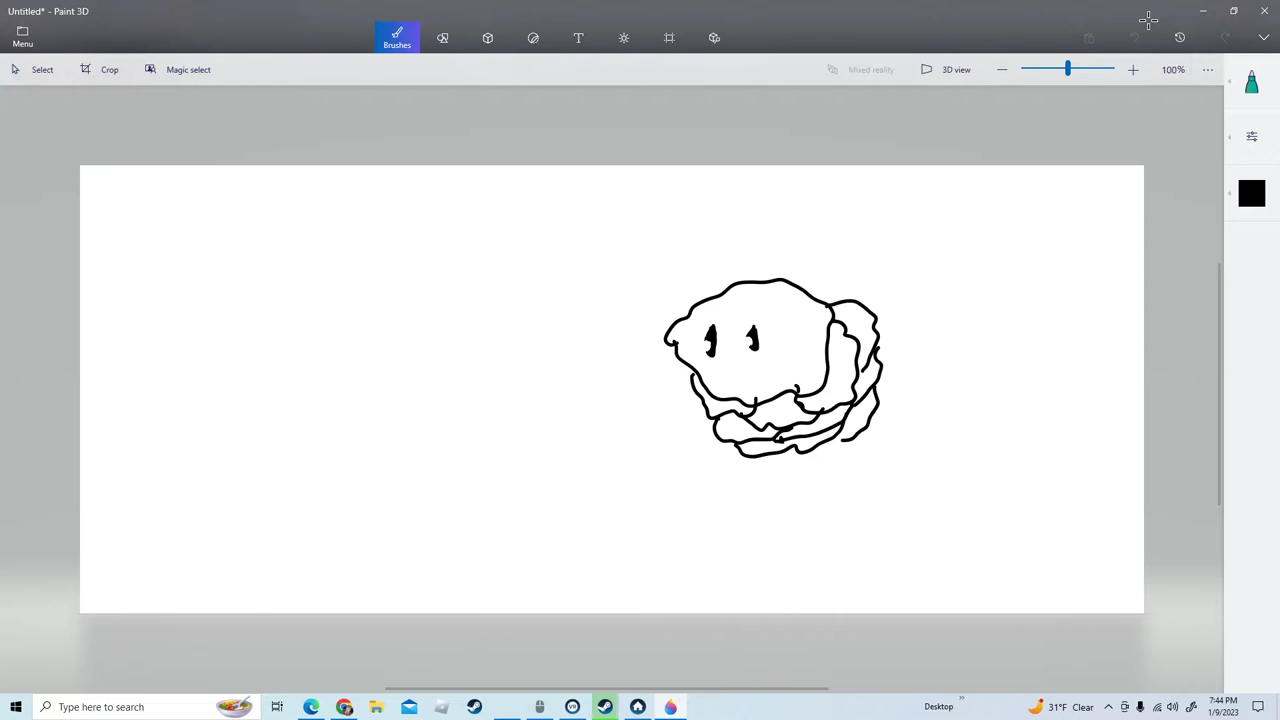 Untitled* - Paint 3D
Menu
Brushes
Select
Crop
Magic select
Mixed reality
3D view
100%
Type here to search
Desktop
31°F Clear
7:44 PM
1/9/2023